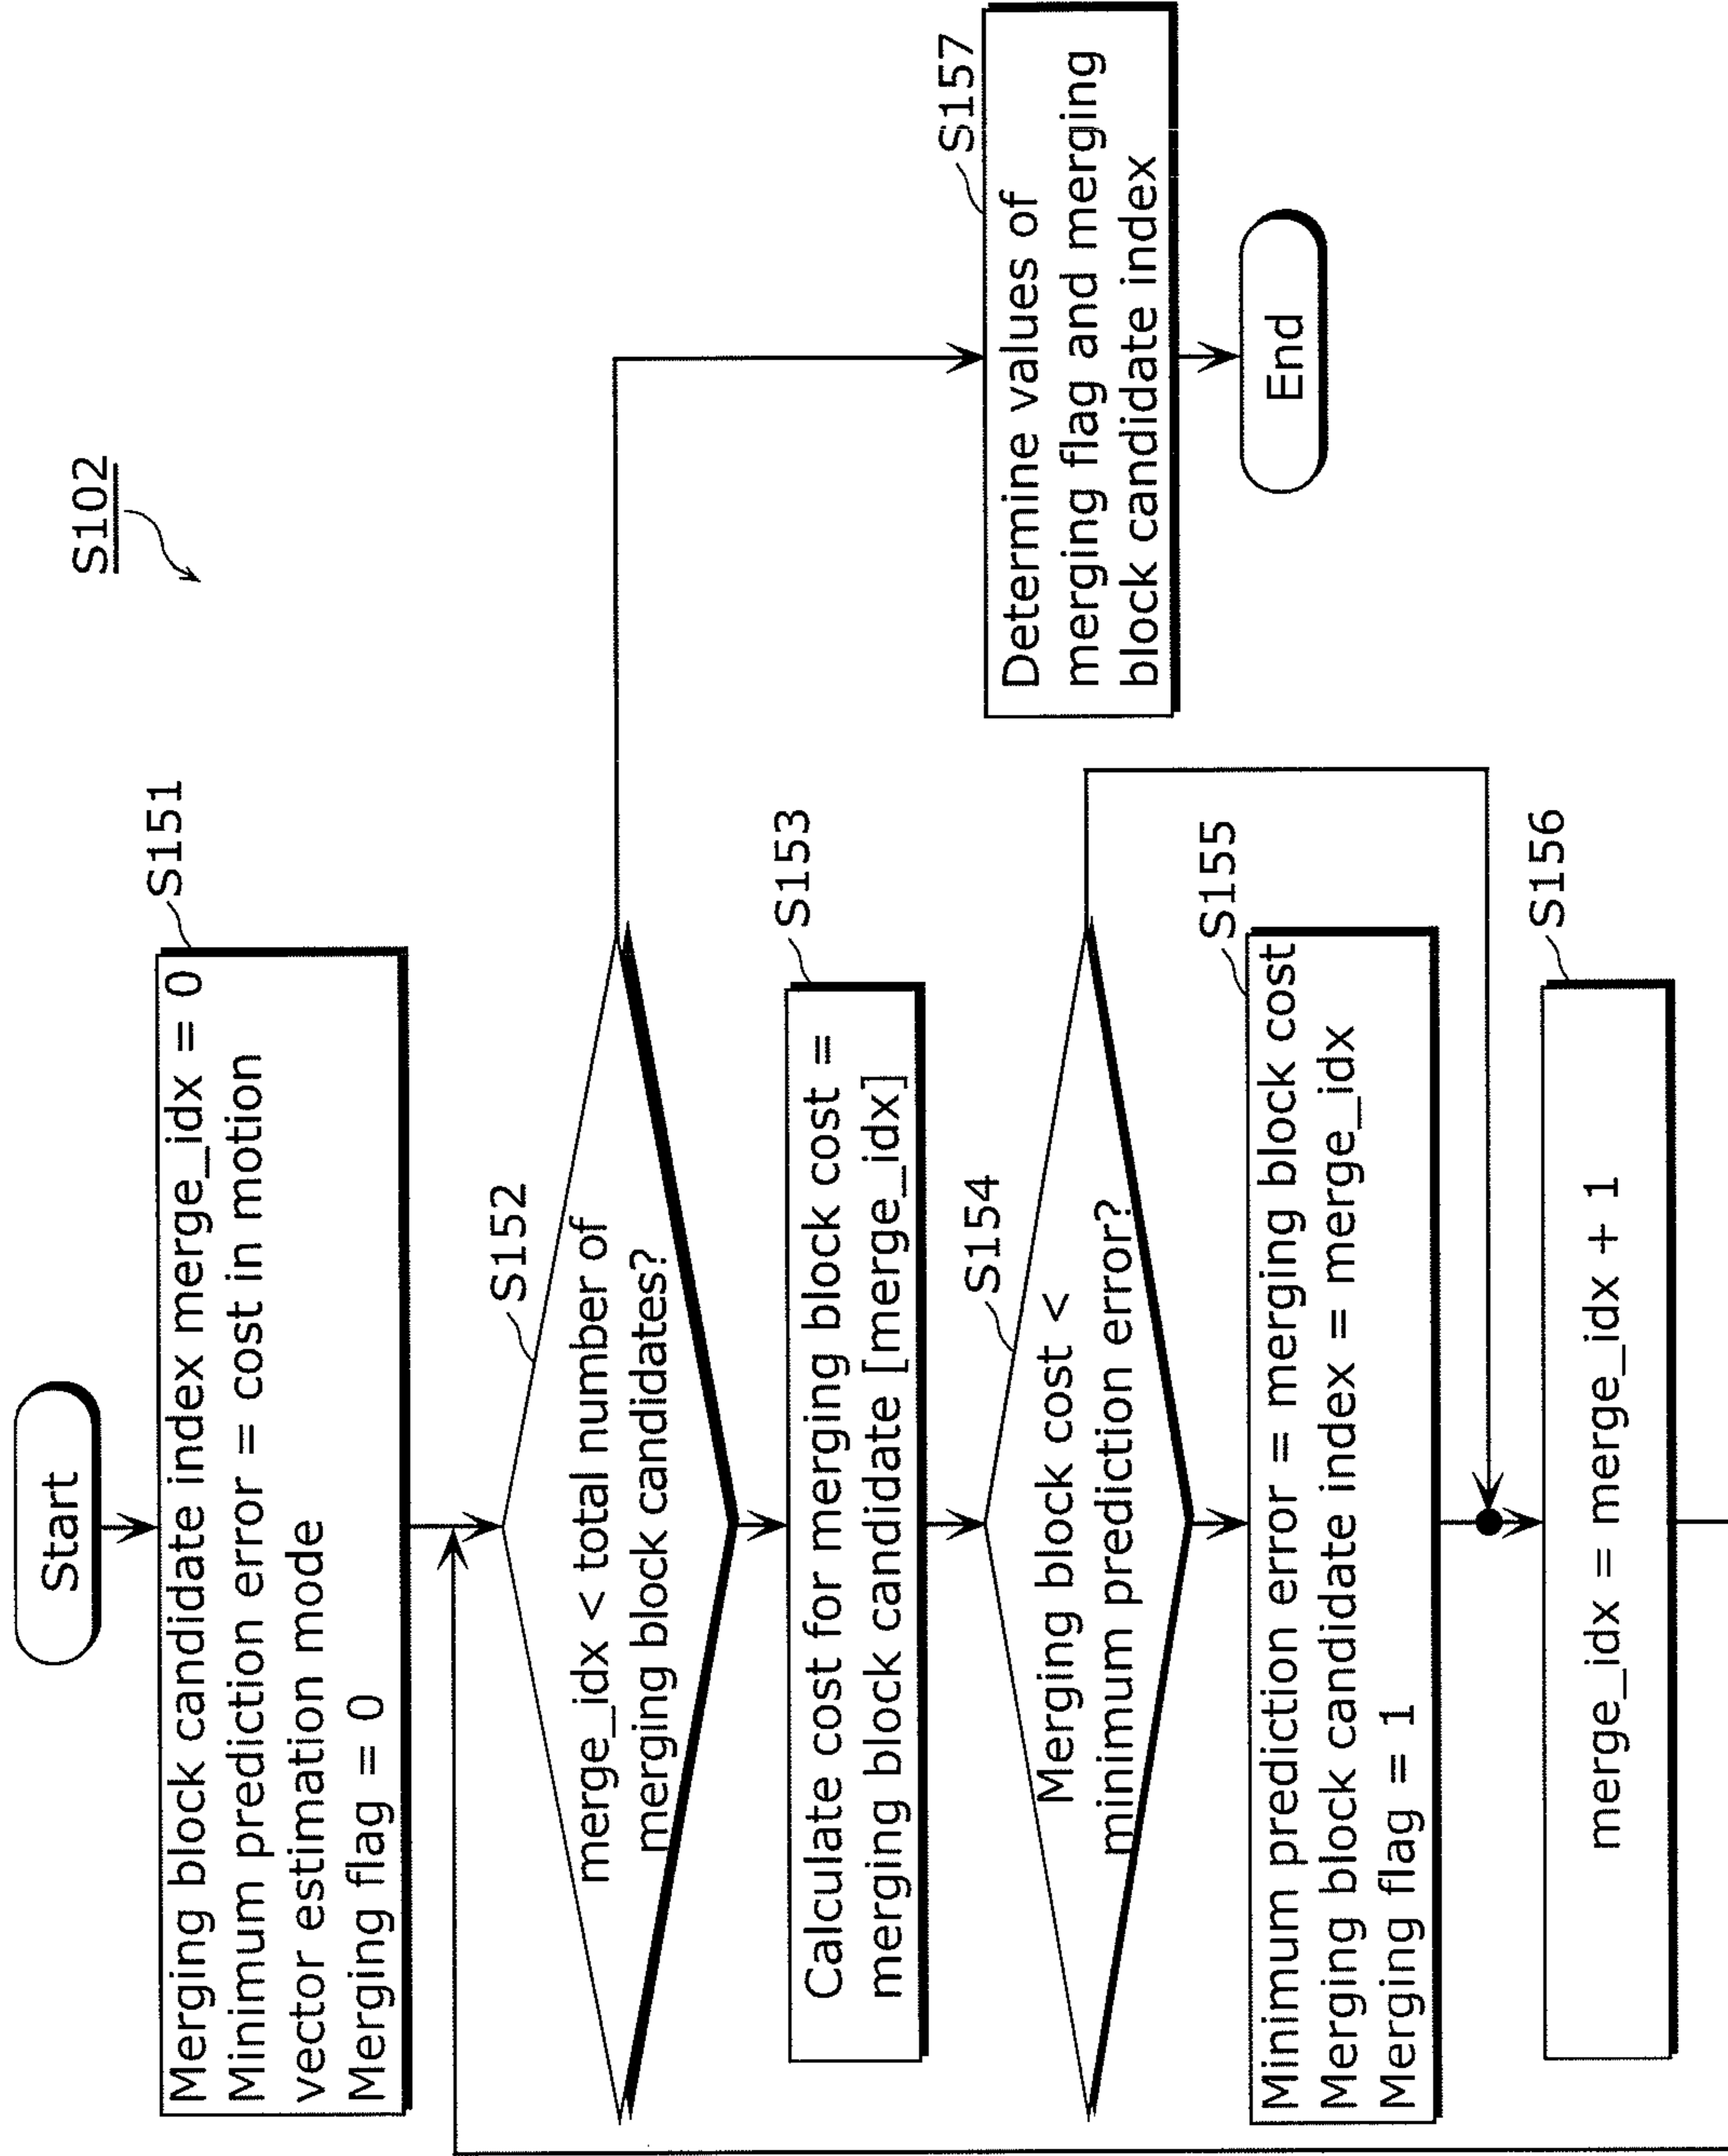 S102
Start
S151
Merging block candidate index merge_idx = 0
Minimum prediction error = cost in motion
vector estimation mode
Merging flag = 0
S152
merge_idx < total number of
merging block candidates?
S153
Calculate cost for merging block cost =
merging block candidate [merge_idx]
S154
Merging block cost <
minimum prediction error?
S155
Minimum prediction error = merging block cost
Merging block candidate index = merge_idx
Merging flag = 1
S156
merge_idx = merge_idx + 1
S157
Determine values of
merging flag and merging
block candidate index
End